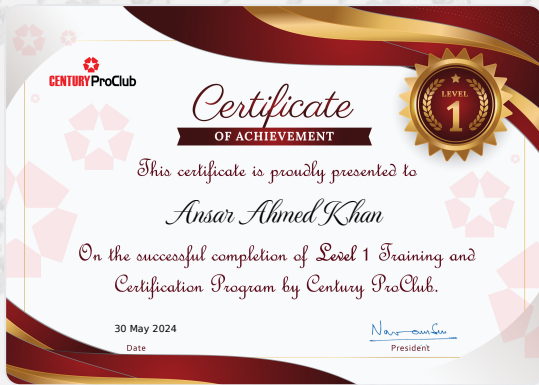 CENTURY ProClub
Certificate
OF ACHIEVEMENT
LEVEL
1
This certificate is proudly presented to
Ansar Ahmed Khan
On the successful completion of Level 1 Training and
Certification Program by Century ProClub.
30 May 2024
Date
President